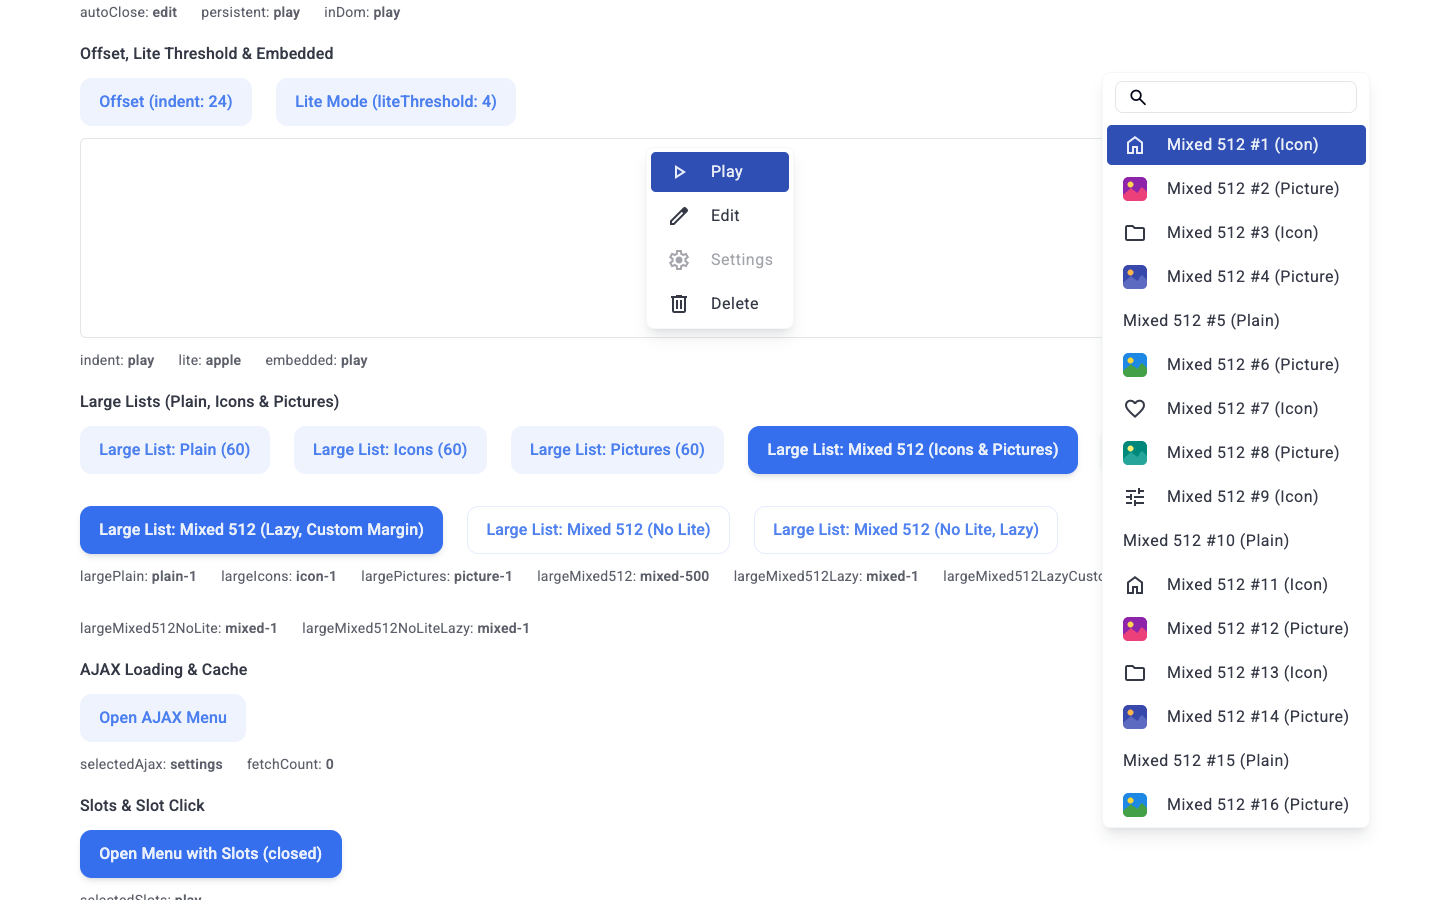 autoClose: edit persistent: play inDom: play
Offset, Lite Threshold & Embedded
Offset (indent: 24) Lite Mode (liteThreshold: 4)
Play
Edit
Settings
Delete
indent: play lite: apple embedded: play
Large Lists (Plain, Icons & Pictures)
Large List: Plain (60) Large List: Icons (60) Large List: Pictures (60) Large List: Mixed 512 (Icons & Pictures)
Large List: Mixed 512 (Lazy, Custom Margin) Large List: Mixed 512 (No Lite) Large List: Mixed 512 (No Lite, Lazy)
largePlain: plain-1 largeIcons: icon-1 largePictures: picture-1 largeMixed512: mixed-500 largeMixed512Lazy: mixed-1 largeMixed512LazyCusto
largeMixed512NoLite: mixed-1 largeMixed512NoLiteLazy: mixed-1
AJAX Loading & Cache
Open AJAX Menu
selectedAjax: settings fetchCount: 0
Slots & Slot Click
Open Menu with Slots (closed)
selectedSlots: play
Mixed 512 #1 (Icon)
Mixed 512 #2 (Picture)
Mixed 512 #3 (Icon)
Mixed 512 #4 (Picture)
Mixed 512 #5 (Plain)
Mixed 512 #6 (Picture)
Mixed 512 #7 (Icon)
Mixed 512 #8 (Picture)
Mixed 512 #9 (Icon)
Mixed 512 #10 (Plain)
Mixed 512 #11 (Icon)
Mixed 512 #12 (Picture)
Mixed 512 #13 (Icon)
Mixed 512 #14 (Picture)
Mixed 512 #15 (Plain)
Mixed 512 #16 (Picture)